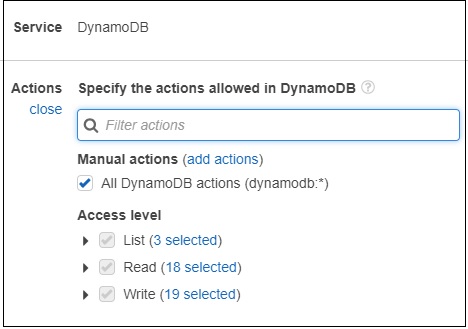 Service DynamoDB
Actions Specify the actions allowed in DynamoDB ?
close
Filter actions
Manual actions (add actions)
All DynamoDB actions (dynamodb:*)
Access level
List (3 selected)
Read (18 selected)
Write (19 selected)